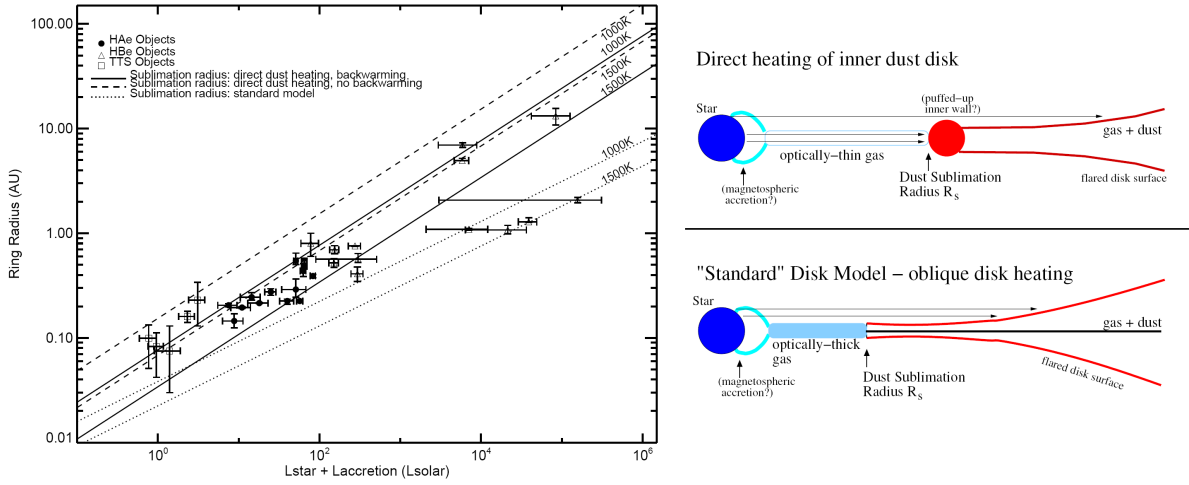 100.00
10.00
1.00
0.10
0.01
Ring Radius (AU)
HAe Objects
HBe Objects
TTS Objects
Sublimation radius: direct dust heating, backwarming
Sublimation radius: direct dust heating, no backwarming
Sublimation radius: standard model
1000K
1000K
1500K
1500K
1000K
1500K
10^0
10^2
10^4
10^6
Lstar + Laccretion (Lsolar)
Direct heating of inner dust disk
Star
(puffed-up
inner wall?)
gas + dust
optically-thin gas
(magnetospheric
accretion?)
Dust Sublimation
Radius R_s
flared disk surface
"Standard" Disk Model – oblique disk heating
Star
gas + dust
optically-thick
gas
(magnetospheric
accretion?)
Dust Sublimation
Radius R_s
flared disk surface